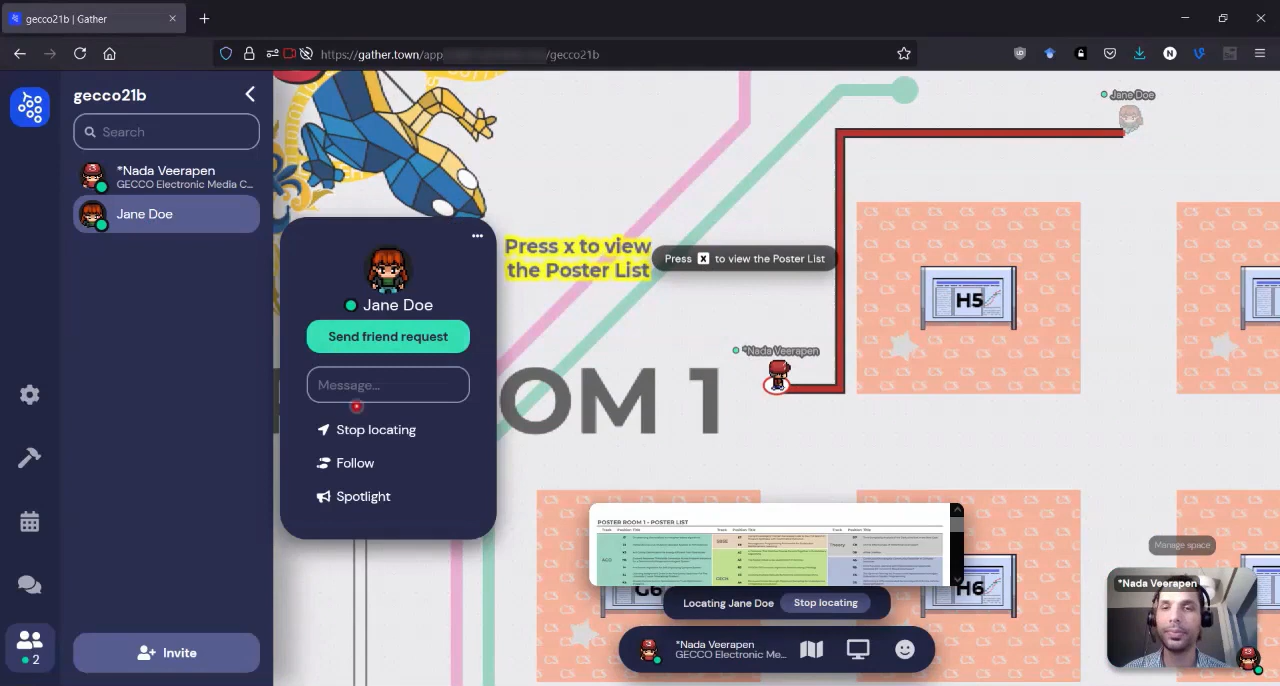 gecco21b | Gather
https://gather.town/app
/gecco21b
gecco21b
Search
*Nada Veerapen
GECCO Electronic Media C...
Jane Doe
2
Invite
Jane Doe
Send friend request
Message...
Stop locating
Follow
Spotlight
Press x to view
the Poster List
Press X to view the Poster List
Jane Doe
*Nada Veerapen
OM 1
H5
G6
H6
POSTER ROOM 1 - POSTER LIST
Locating Jane Doe
Stop locating
*Nada Veerapen
GECCO Electronic Me...
Manage space
*Nada Veerapen